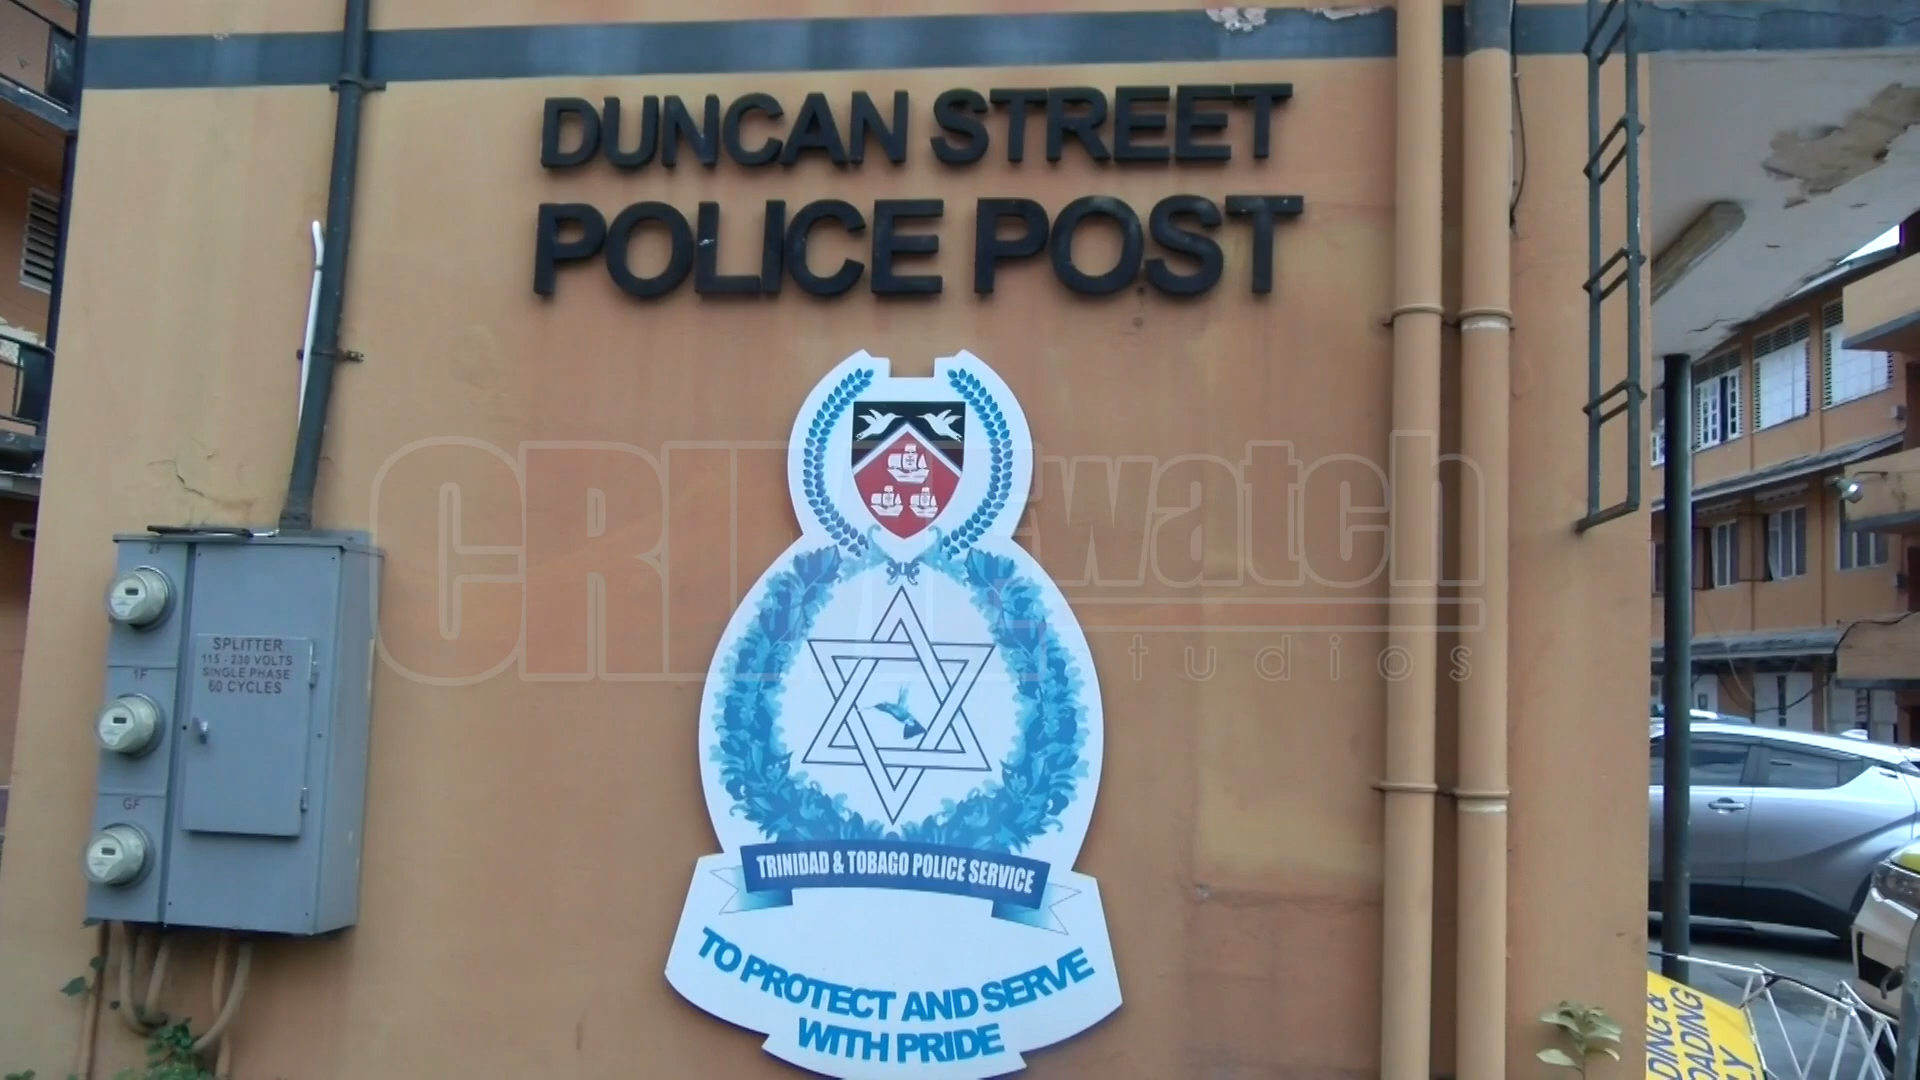 DUNCAN STREET
POLICE POST
CRIMEwatch
studios
2F
SPLITTER
115 - 230 VOLTS
SINGLE PHASE
60 CYCLES
1F
GF
TRINIDAD & TOBAGO POLICE SERVICE
TO PROTECT AND SERVE
WITH PRIDE